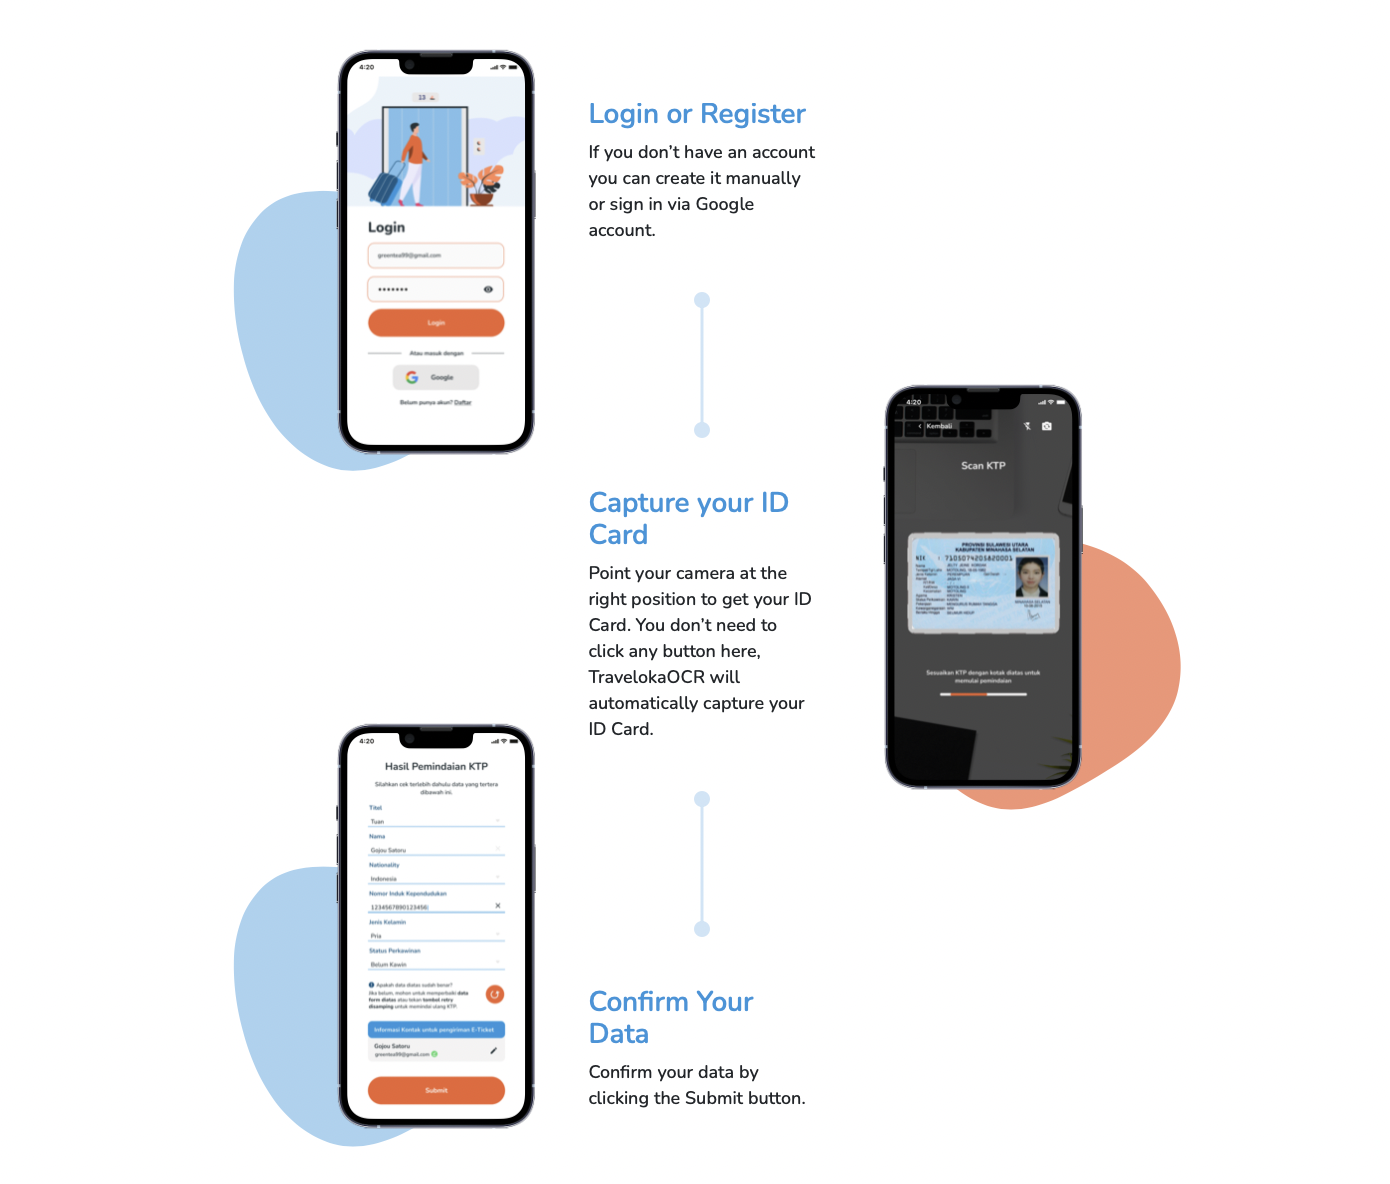 4:20
23
Login
greentea99@gmail.com
Login
Atau masuk dengan
Google
Belum punya akun? Daftar
Login or Register
If you don't have an account
you can create it manually
or sign in via Google
account.
4:20
Kembali
Scan KTP
PROVINSI SULAWESI UTARA
KABUPATEN MINAHASA SELATAN
NIK : 7105074205820001
Sesuaikan KTP dengan kotak diatas untuk
memulai pemindaian
Capture your ID
Card
Point your camera at the
right position to get your ID
Card. You don't need to
click any button here,
TravelokaOCR will
automatically capture your
ID Card.
4:20
Hasil Pemindaian KTP
Silahkan cek terlebih dahulu data yang tertera
dibawah ini.
Titel
Tuan
Nama
Gojou Satoru
Nationality
Indonesia
Nomor Induk Kependudukan
1234567890123456
Jenis Kelamin
Pria
Status Perkawinan
Belum Kawin
Apakah data diatas sudah benar?
Jika belum, mohon untuk memperbaiki data
form diatas atau tekan tombol retry
disamping untuk memindai ulang KTP.
Informasi Kontak untuk pengiriman E-Ticket
Gojou Satoru
greentea99@gmail.com
Submit
Confirm Your
Data
Confirm your data by
clicking the Submit button.